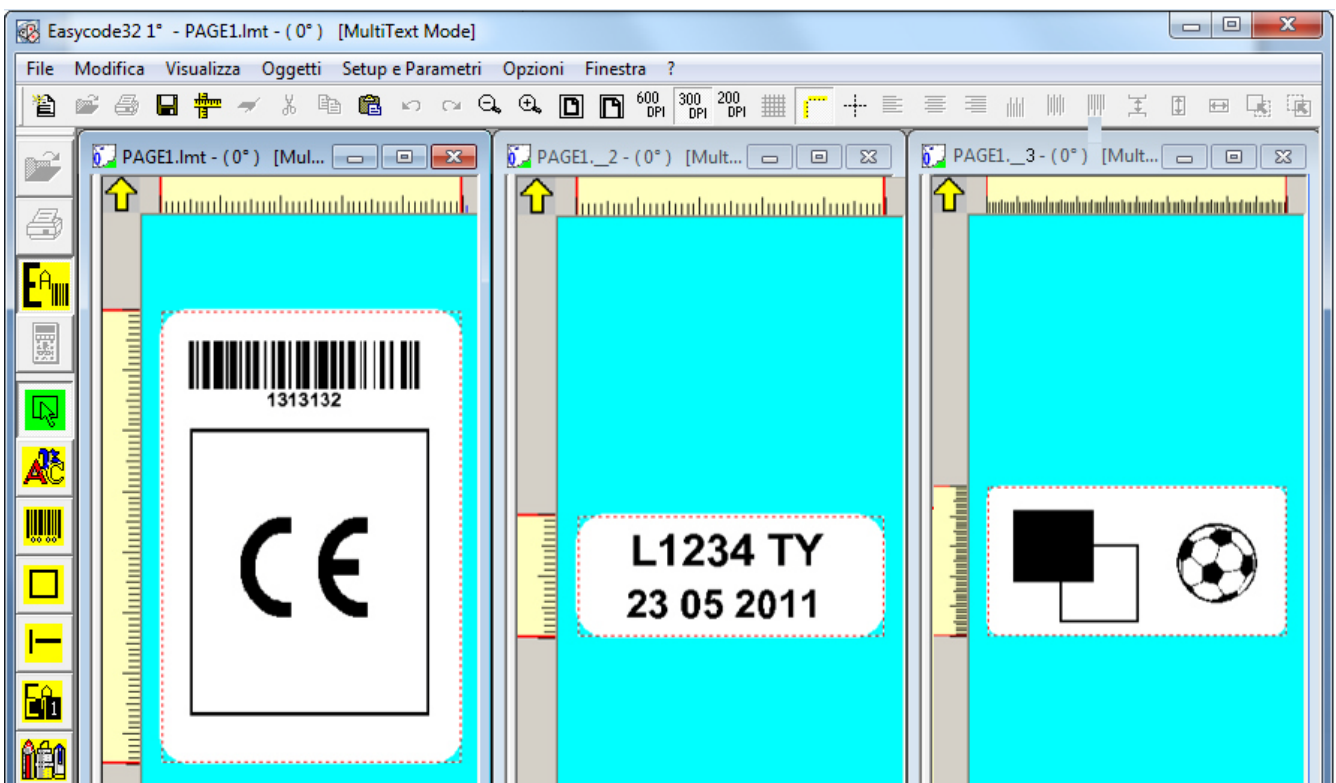 Easycode32 1° - PAGE1.lmt - ( 0° ) [MultiText Mode]
File Modifica Visualizza Oggetti Setup e Parametri Opzioni Finestra ?
600 DPI 300 DPI 200 DPI
PAGE1.lmt - ( 0° ) [Mul...
PAGE1.__2 - ( 0° ) [Mult...
PAGE1.__3 - ( 0° ) [Mult...
1313132
CE
L1234 TY
23 05 2011